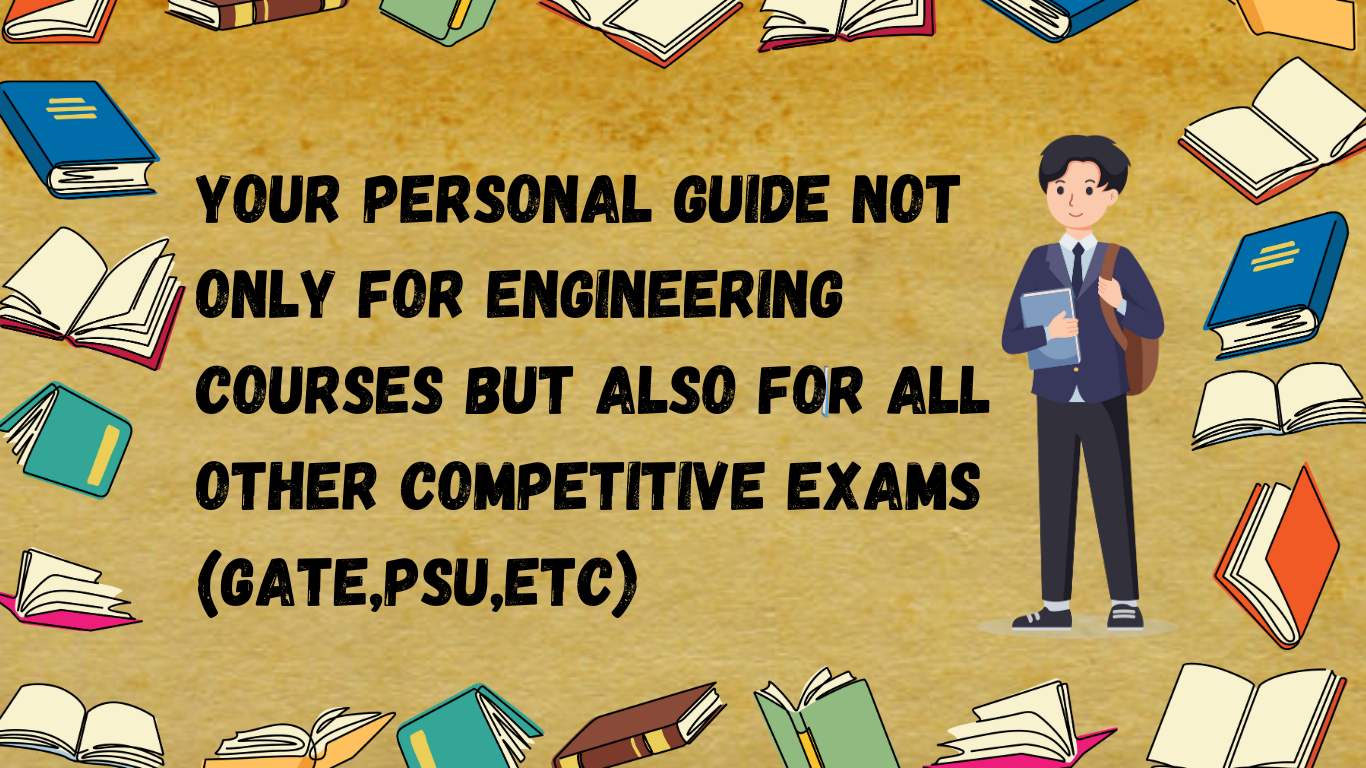 YOUR PERSONAL GUIDE NOT
ONLY FOR ENGINEERING
COURSES BUT ALSO FOR ALL
OTHER COMPETITIVE EXAMS
(GATE,PSU,ETC)